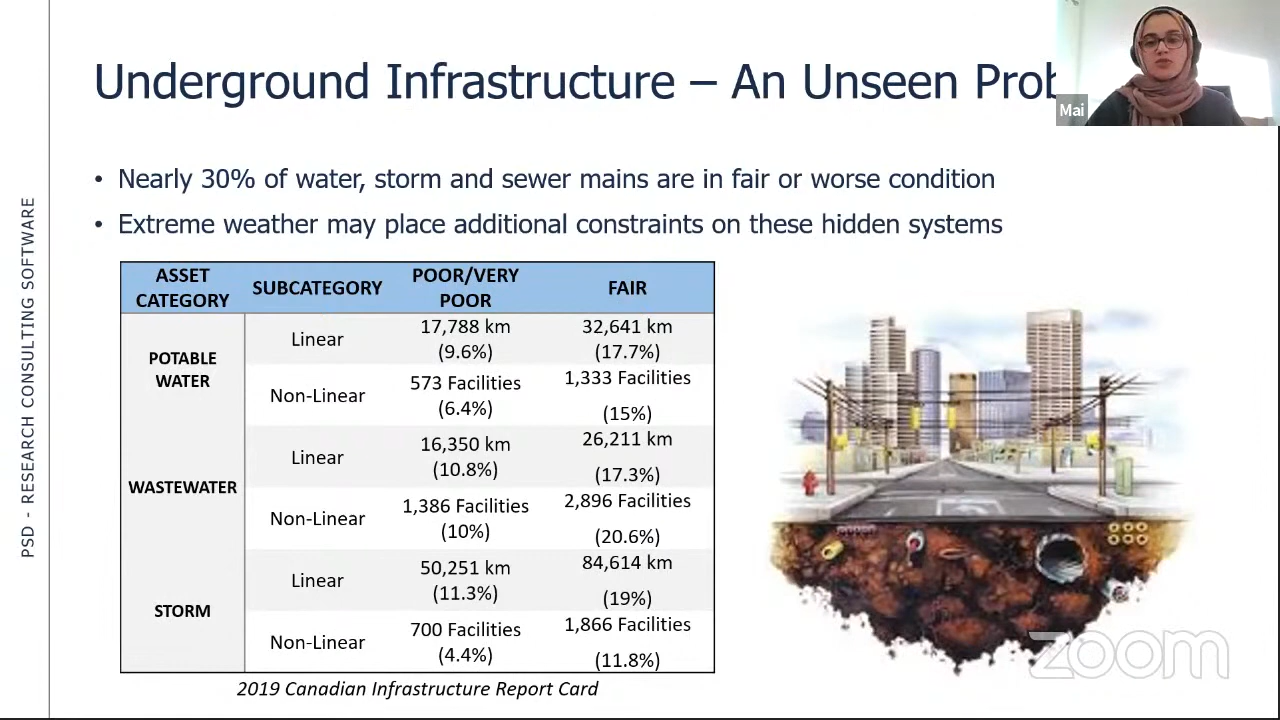 Underground Infrastructure – An Unseen
Mai
• Nearly 30% of water, storm and sewer mains are in fair or worse condition
• Extreme weather may place additional constraints on these hidden systems
PSD - RESEARCH CONSULTING SOFTWARE
ASSET CATEGORY SUBCATEGORY POOR/VERY POOR FAIR
POTABLE WATER Linear 17,788 km (9.6%) 32,641 km (17.7%)
Non-Linear 573 Facilities (6.4%) 1,333 Facilities (15%)
WASTEWATER Linear 16,350 km (10.8%) 26,211 km (17.3%)
Non-Linear 1,386 Facilities (10%) 2,896 Facilities (20.6%)
STORM Linear 50,251 km (11.3%) 84,614 km (19%)
Non-Linear 700 Facilities (4.4%) 1,866 Facilities (11.8%)
2019 Canadian Infrastructure Report Card
zoom